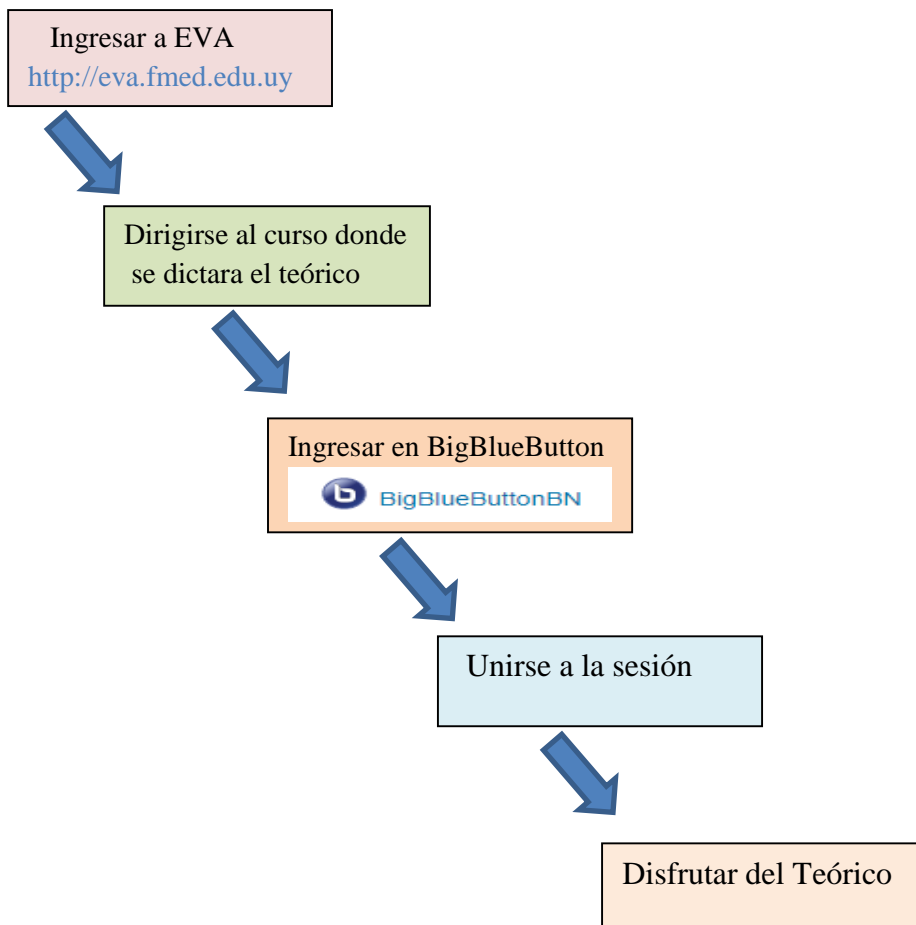 Ingresar a EVA
http://eva.fmed.edu.uy
Dirigirse al curso donde
se dictara el teórico
Ingresar en BigBlueButton
b BigBlueButtonBN
Unirse a la sesión
Disfrutar del Teórico